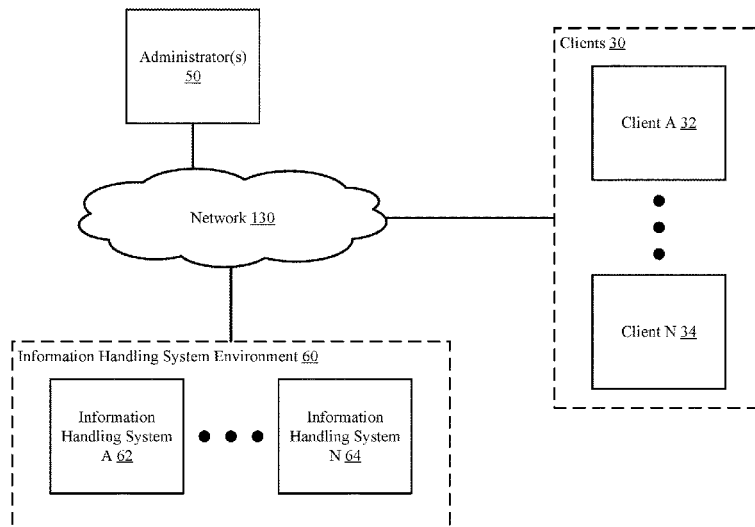 Administrator(s)
50
Clients 30
Client A 32
Network 130
Client N 34
Information Handling System Environment 60
Information
Handling System
A 62
Information
Handling System
N 64